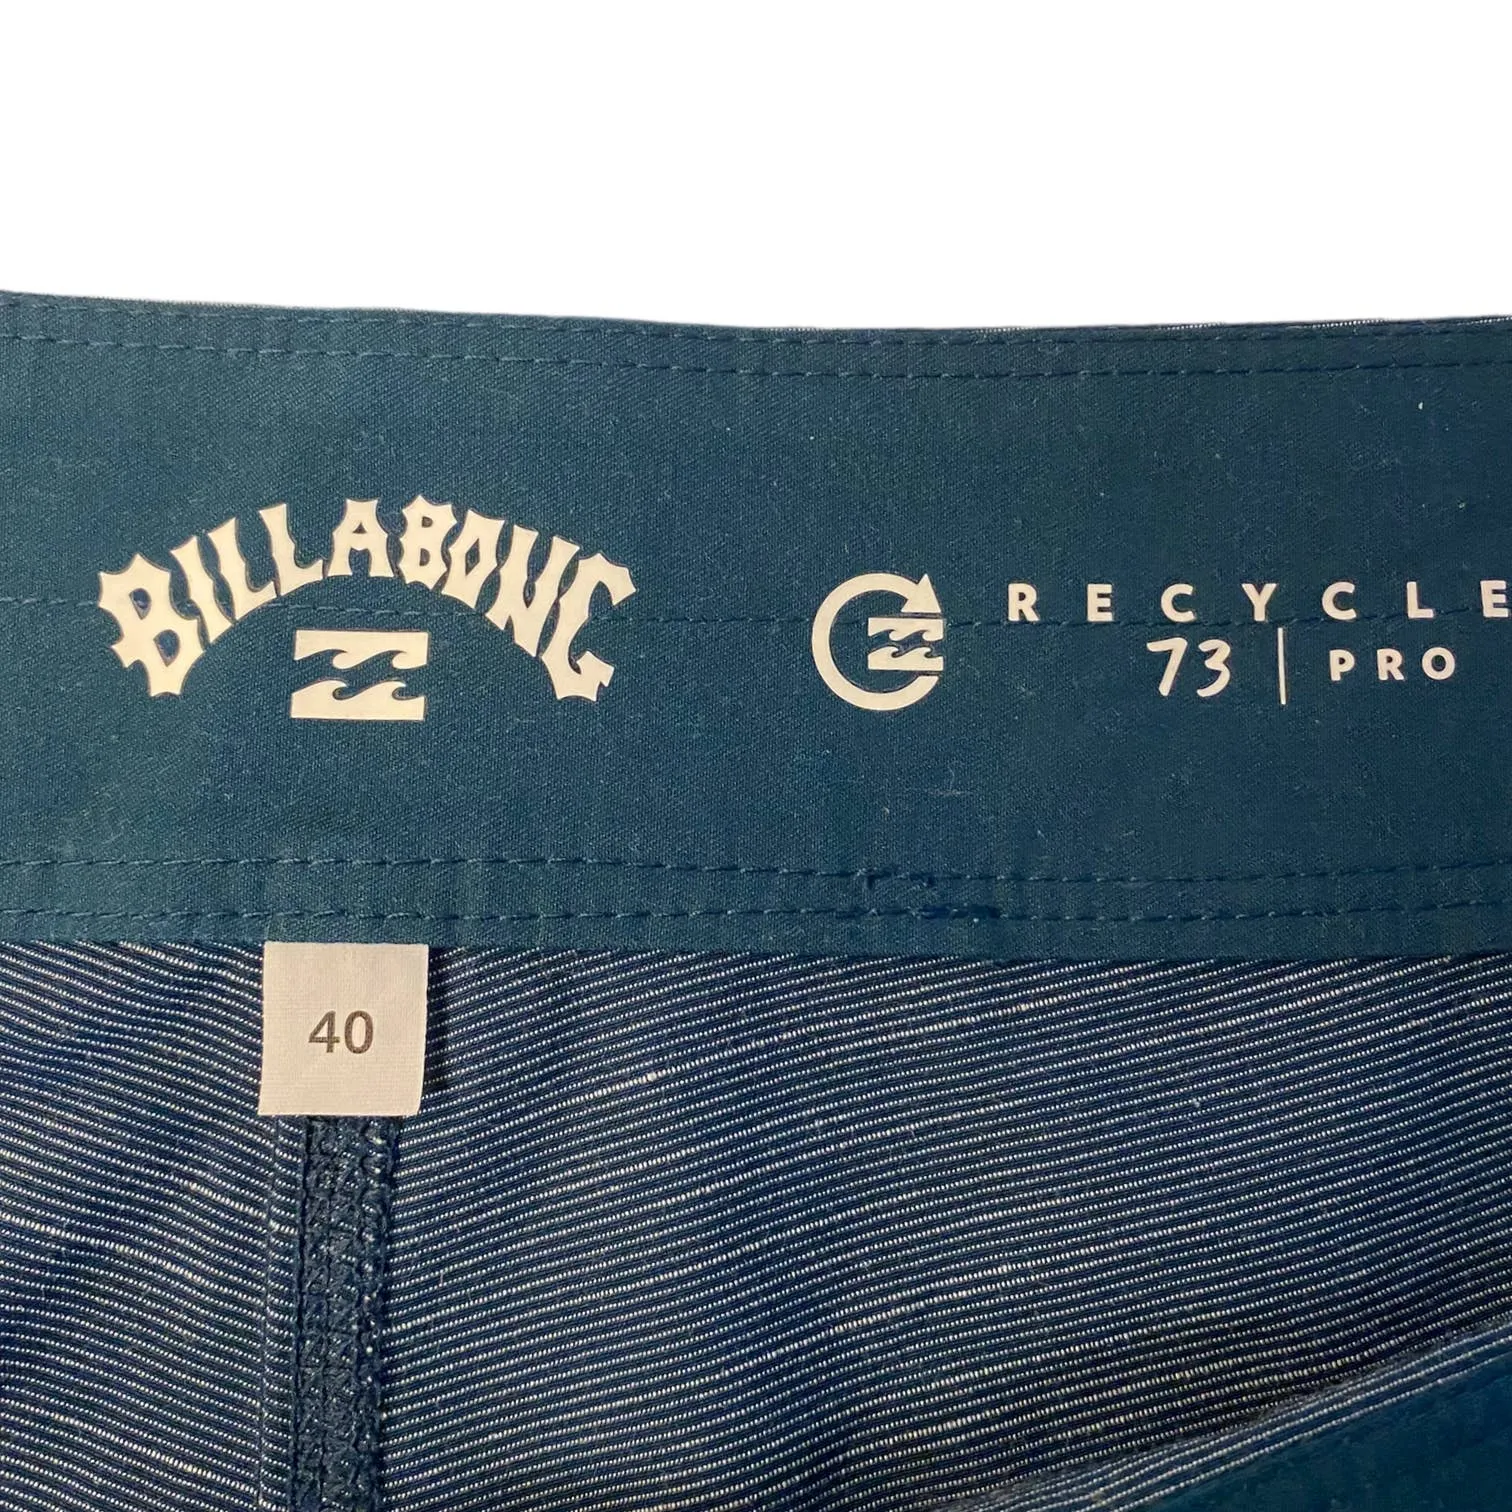 BILLABONG
RECYCLE
73 | PRO
40